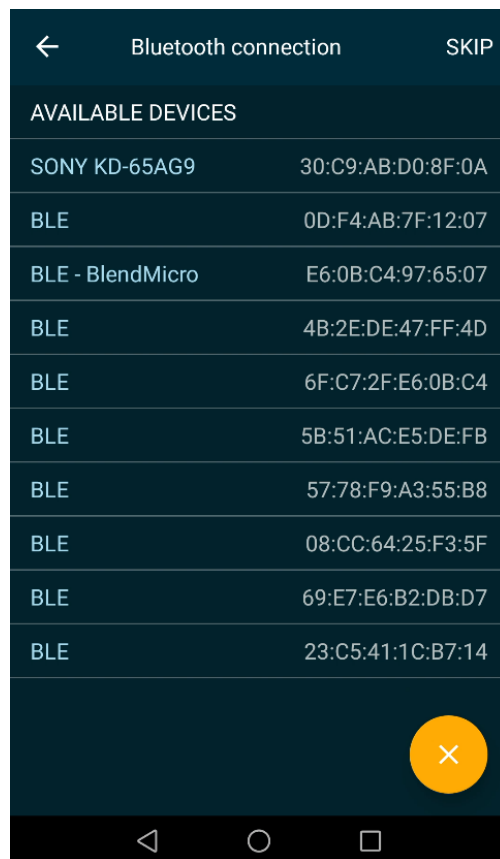 Bluetooth connection SKIP
AVAILABLE DEVICES
SONY KD-65AG9 30:C9:AB:D0:8F:0A
BLE 0D:F4:AB:7F:12:07
BLE - BlendMicro E6:0B:C4:97:65:07
BLE 4B:2E:DE:47:FF:4D
BLE 6F:C7:2F:E6:0B:C4
BLE 5B:51:AC:E5:DE:FB
BLE 57:78:F9:A3:55:B8
BLE 08:CC:64:25:F3:5F
BLE 69:E7:E6:B2:DB:D7
BLE 23:C5:41:1C:B7:14